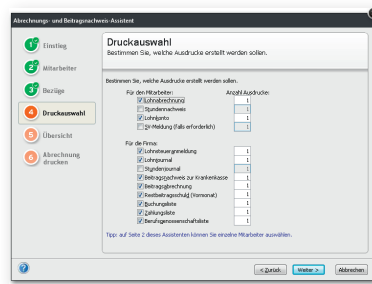 Abrechnungs- und Beitragsnachweis-Assistent
1 Einstieg
2 Mitarbeiter
3 Bezüge
4 Druckauswahl
5 Übersicht
6 Abrechnung drucken
Druckauswahl
Bestimmen Sie, welche Ausdrucke erstellt werden sollen.
Bestimmen Sie, welche Ausdrucke erstellt werden sollen.
Für den Mitarbeiter: Anzahl Ausdrucke:
Lohnabrechnung 1
Stundennachweis 1
Lohnkonto 1
SV-Meldung (falls erforderlich) 1
Für die Firma:
Lohnsteueranmeldung 1
Lohnjournal 1
Stundenjournal 1
Beitragsnachweis zur Krankenkasse 1
Beitragsabrechnung 1
Restbeitragsschuld (Vormonat) 1
Buchungsliste 1
Zahlungsliste 1
Berufsgenossenschaftsliste 1
Tipp: auf Seite 2 dieses Assistenten können Sie einzelne Mitarbeiter auswählen.
? < Zurück Weiter > Abbrechen